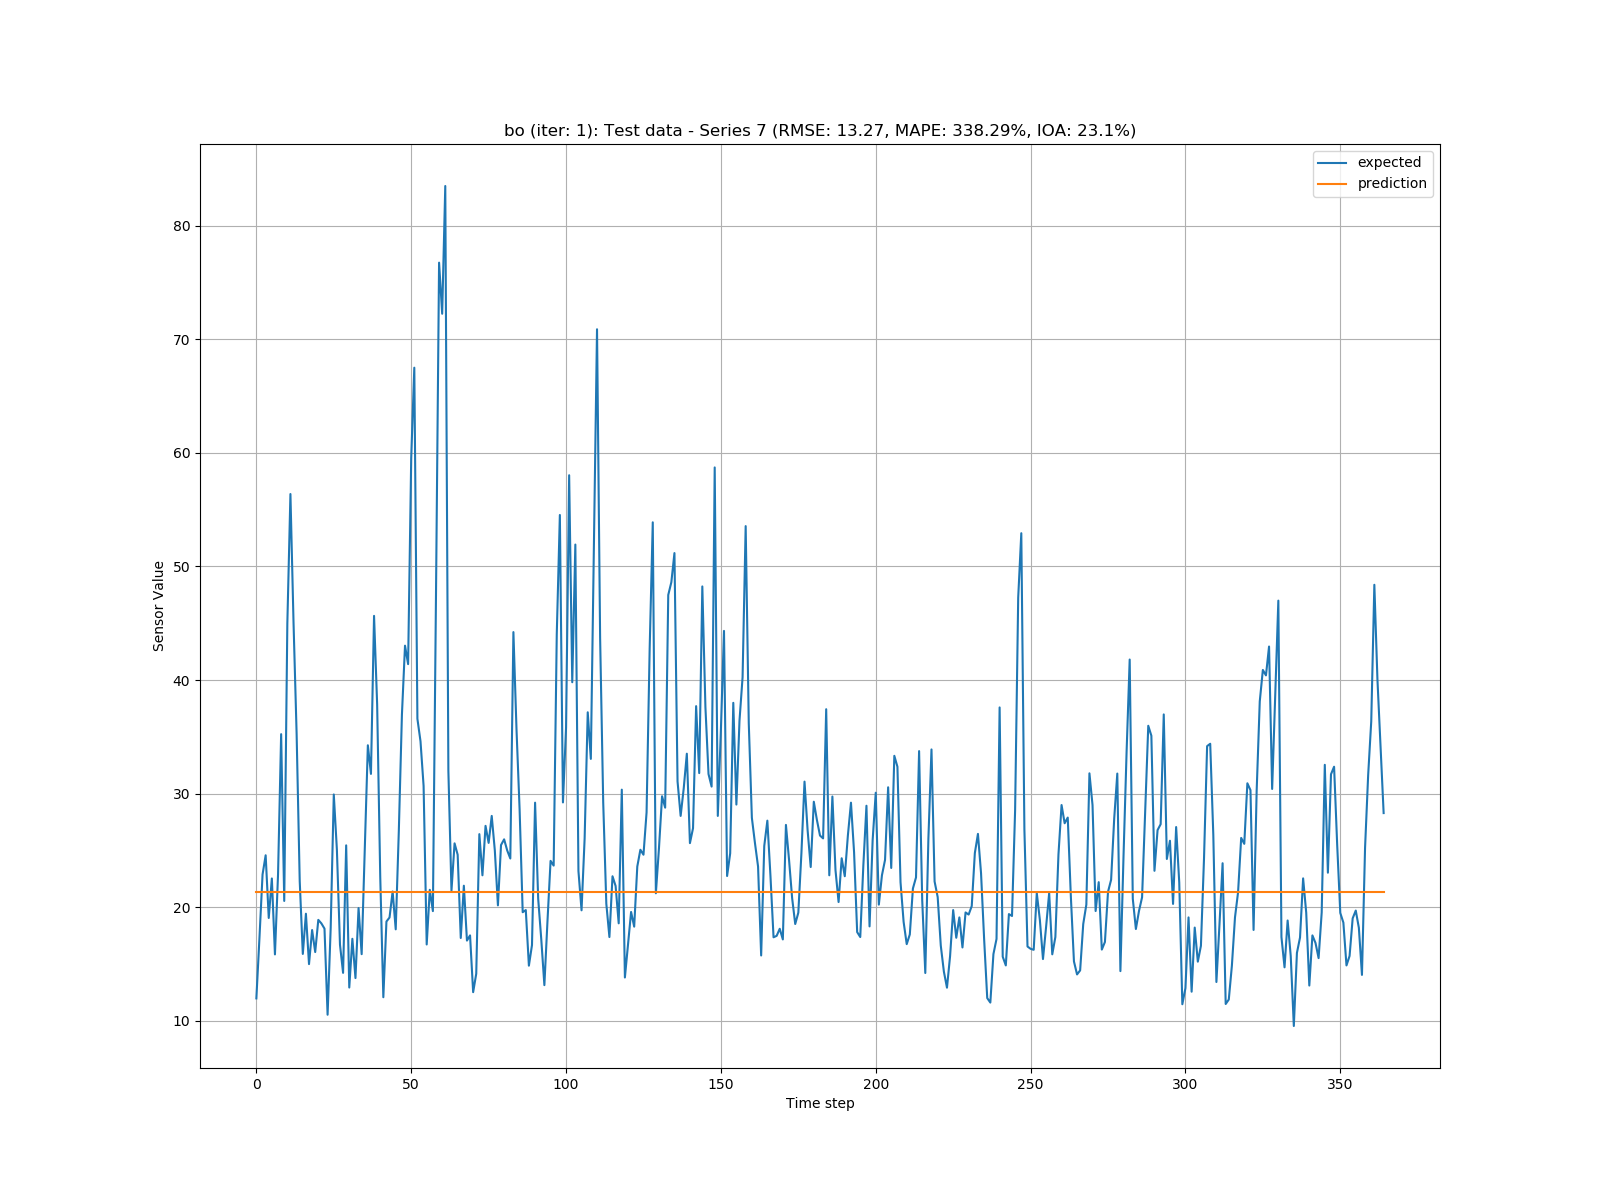 bo (iter: 1): Test data - Series 7 (RMSE: 13.27, MAPE: 338.29%, IOA: 23.1%)
expected
prediction
80
70
60
50
40
30
20
10
Sensor Value
0 50 100 150 200 250 300 350
Time step